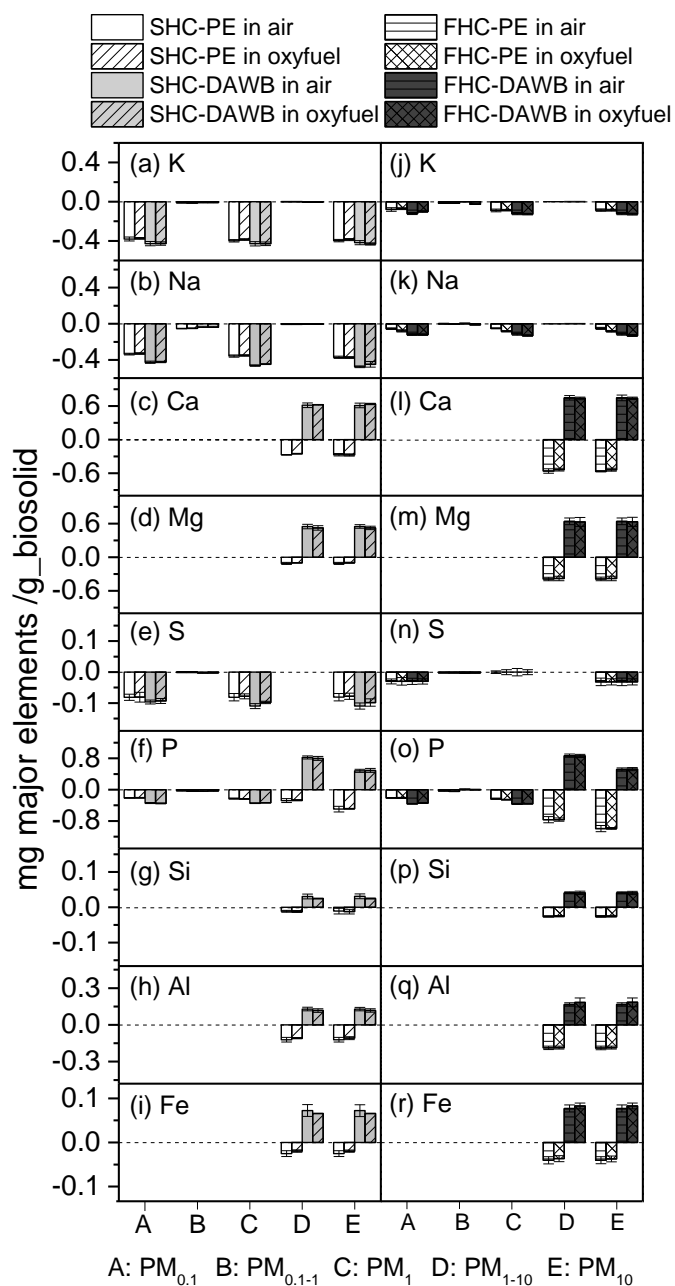 SHC-PE in air FHC-PE in air
SHC-PE in oxyfuel FHC-PE in oxyfuel
SHC-DAWB in air FHC-DAWB in air
SHC-DAWB in oxyfuel FHC-DAWB in oxyfuel
mg major elements /g_biosolid
0.4 (a) K (j) K
0.0
-0.4
0.4 (b) Na (k) Na
0.0
-0.4
0.6 (c) Ca (l) Ca
0.0
-0.6
0.6 (d) Mg (m) Mg
0.0
-0.6
0.1 (e) S (n) S
0.0
-0.1
0.8 (f) P (o) P
0.0
-0.8
0.1 (g) Si (p) Si
0.0
-0.1
0.3 (h) Al (q) Al
0.0
-0.3
0.1 (i) Fe (r) Fe
0.0
-0.1
A B C D E A B C D E
A: PM0.1 B: PM0.1-1 C: PM1 D: PM1-10 E: PM10